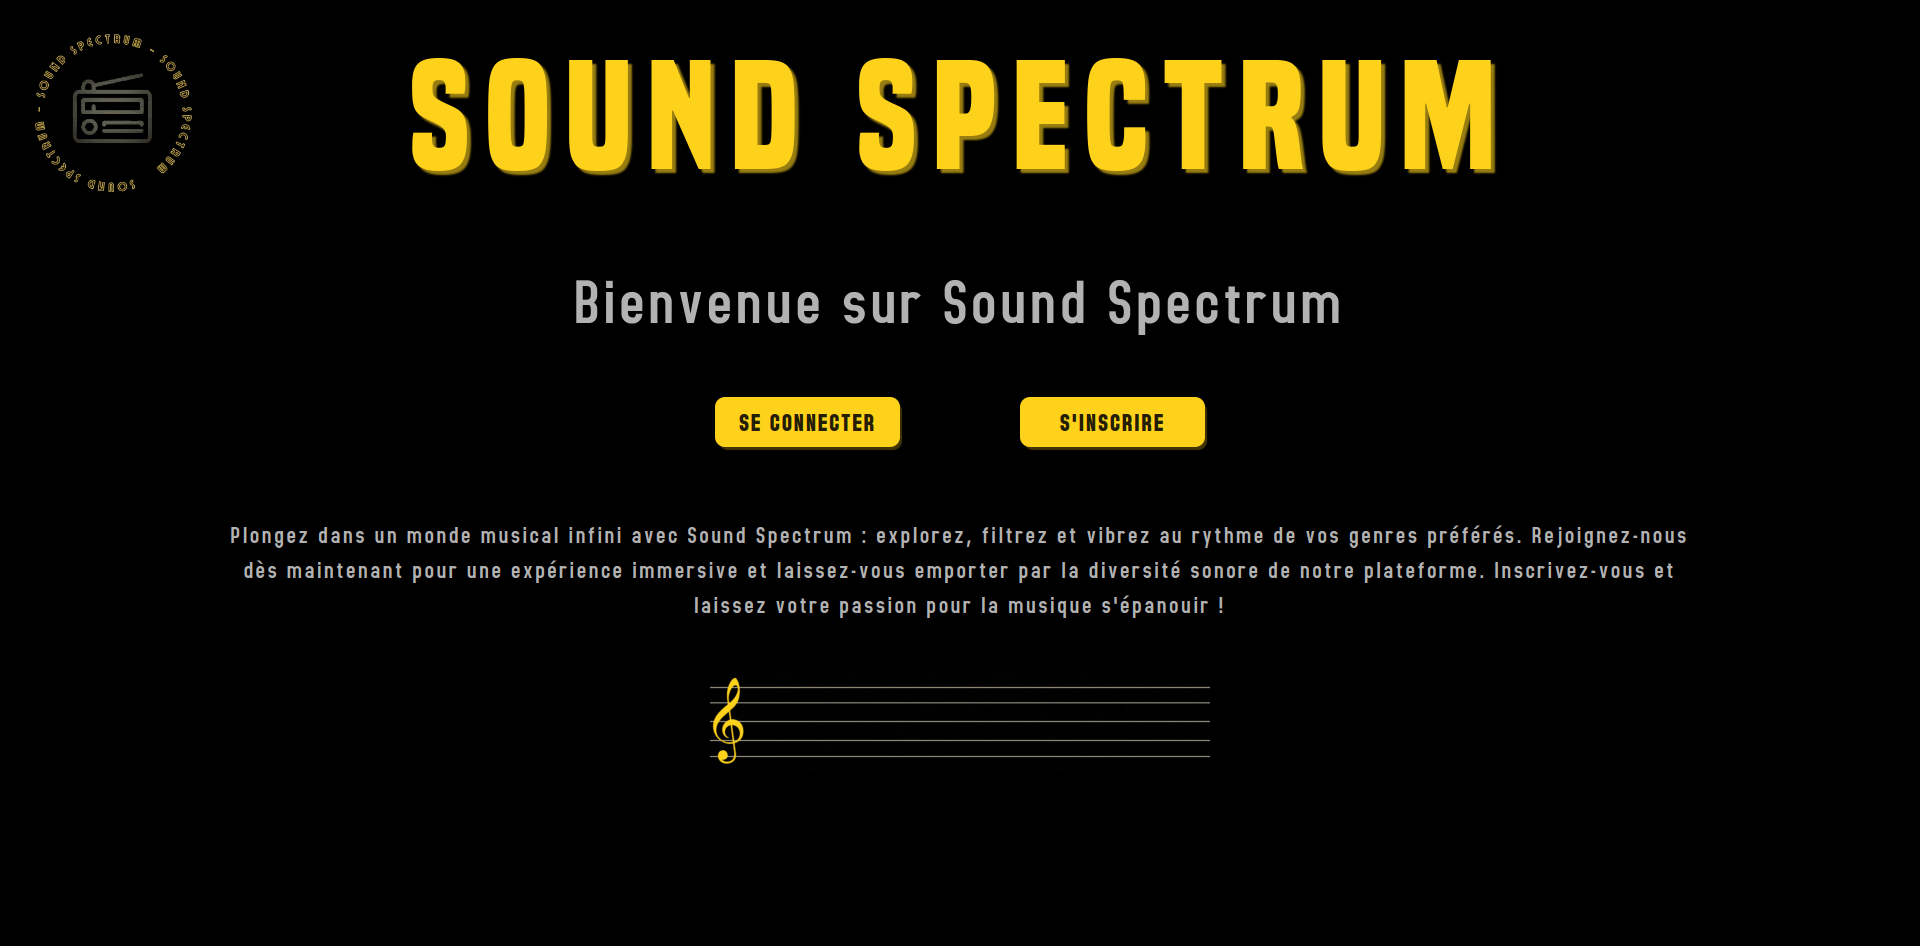 SOUND SPECTRUM - SOUND SPECTRUM - SOUND SPECTRUM SOUND SPECTRUM
SOUND SPECTRUM
Bienvenue sur Sound Spectrum
SE CONNECTER
S'INSCRIRE
Plongez dans un monde musical infini avec Sound Spectrum : explorez, filtrez et vibrez au rythme de vos genres préférés. Rejoignez-nous
dès maintenant pour une expérience immersive et laissez-vous emporter par la diversité sonore de notre plateforme. Inscrivez-vous et
laissez votre passion pour la musique s'épanouir !